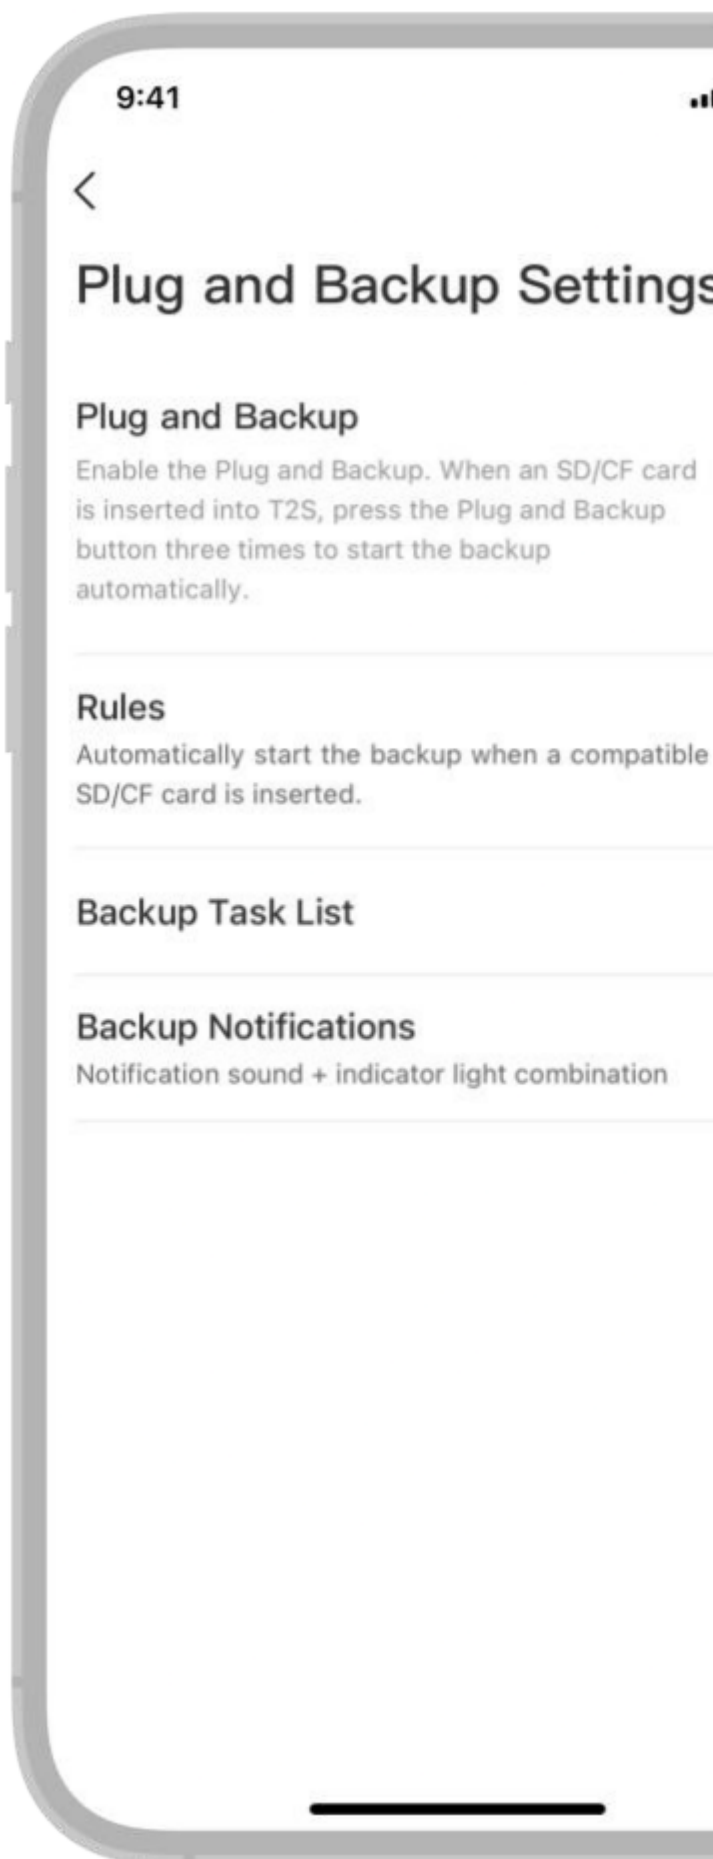 9:41
Plug and Backup Settings
Plug and Backup
Enable the Plug and Backup. When an SD/CF card
is inserted into T2S, press the Plug and Backup
button three times to start the backup
automatically.
Rules
Automatically start the backup when a compatible
SD/CF card is inserted.
Backup Task List
Backup Notifications
Notification sound + indicator light combination